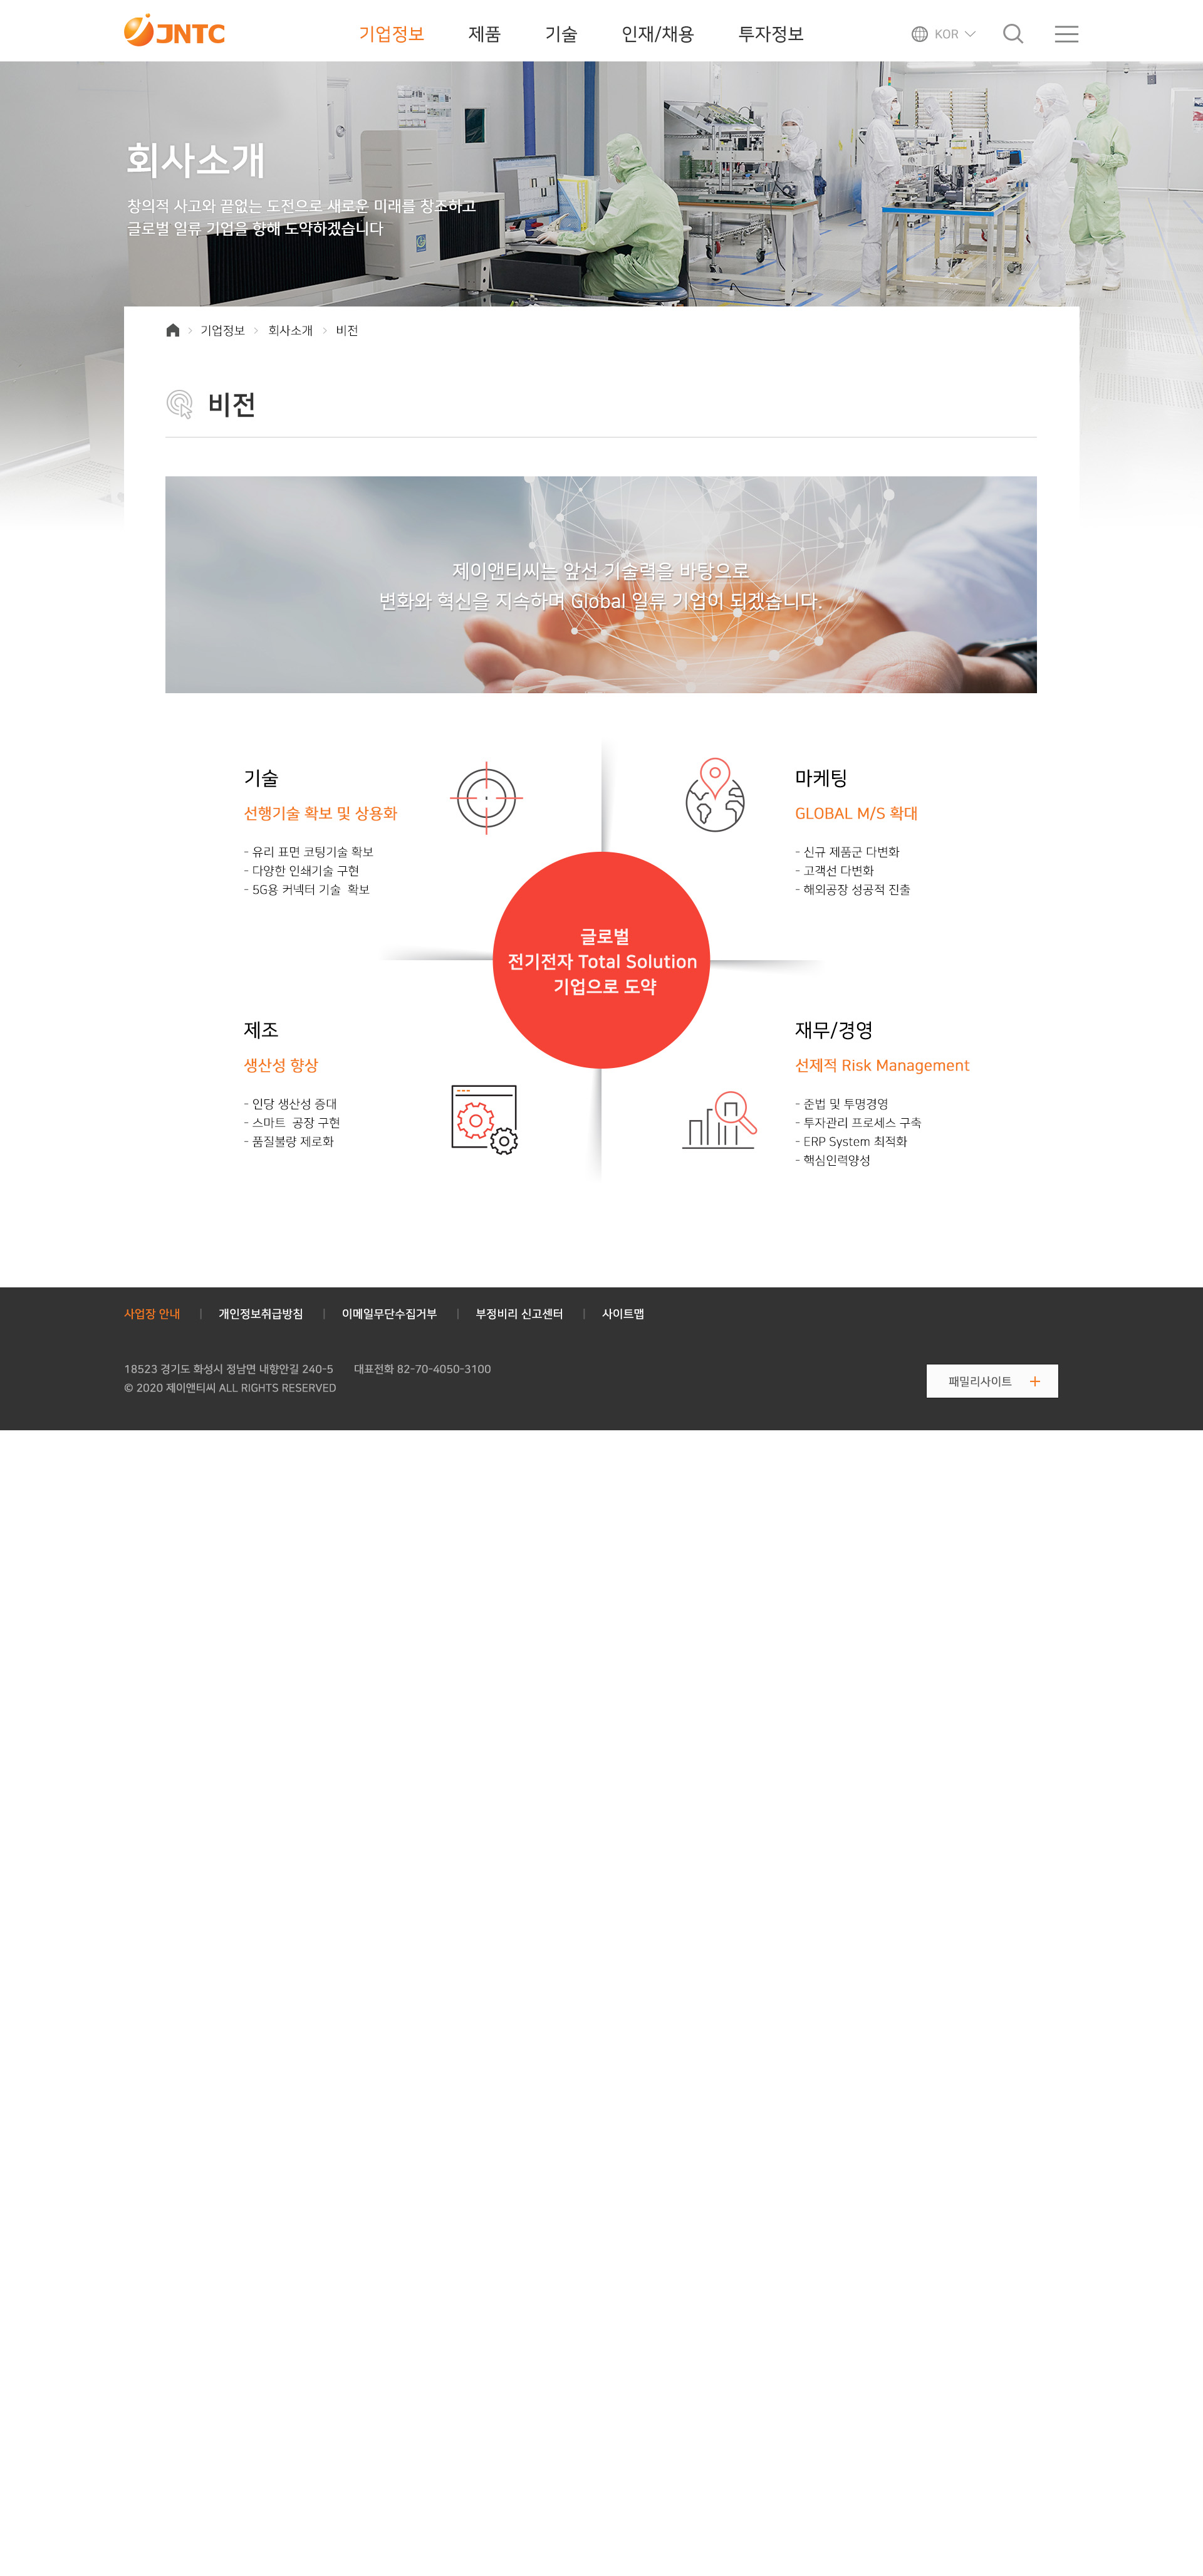 JNTC
기업정보
제품
기술
인재/채용
투자정보
KOR
회사소개
창의적 사고와 끝없는 도전으로 새로운 미래를 창조하고
글로벌 일류 기업을 향해 도약하겠습니다
기업정보 > 회사소개 > 비전
비전
제이앤티씨는 앞선 기술력을 바탕으로
변화와 혁신을 지속하며 Global 일류 기업이 되겠습니다.
기술
선행기술 확보 및 상용화
- 유리 표면 코팅기술 확보
- 다양한 인쇄기술 구현
- 5G용 커넥터 기술 확보
마케팅
GLOBAL M/S 확대
- 신규 제품군 다변화
- 고객선 다변화
- 해외공장 성공적 진출
글로벌
전기전자 Total Solution
기업으로 도약
제조
생산성 향상
- 인당 생산성 증대
- 스마트 공장 구현
- 품질불량 제로화
재무/경영
선제적 Risk Management
- 준법 및 투명경영
- 투자관리 프로세스 구축
- ERP System 최적화
- 핵심인력양성
사업장 안내 | 개인정보취급방침 | 이메일무단수집거부 | 부정비리 신고센터 | 사이트맵
18523 경기도 화성시 정남면 내향안길 240-5 대표전화 82-70-4050-3100
© 2020 제이앤티씨 ALL RIGHTS RESERVED
패밀리사이트 +